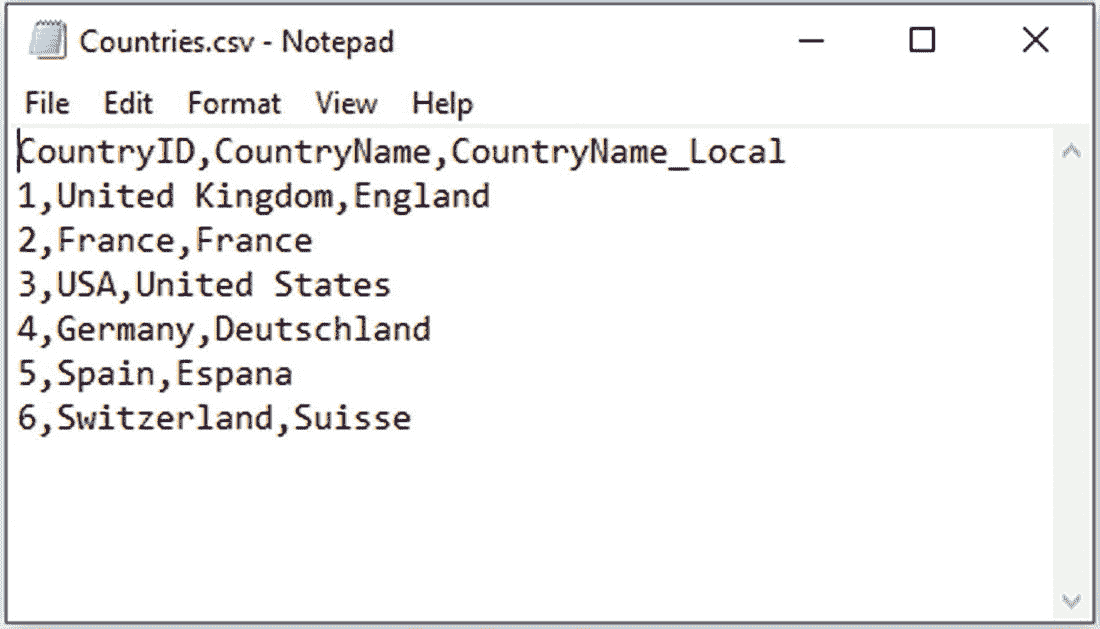 Countries.csv - Notepad
File Edit Format View Help
CountryID,CountryName,CountryName_Local
1,United Kingdom,England
2,France,France
3,USA,United States
4,Germany,Deutschland
5,Spain,Espana
6,Switzerland,Suisse